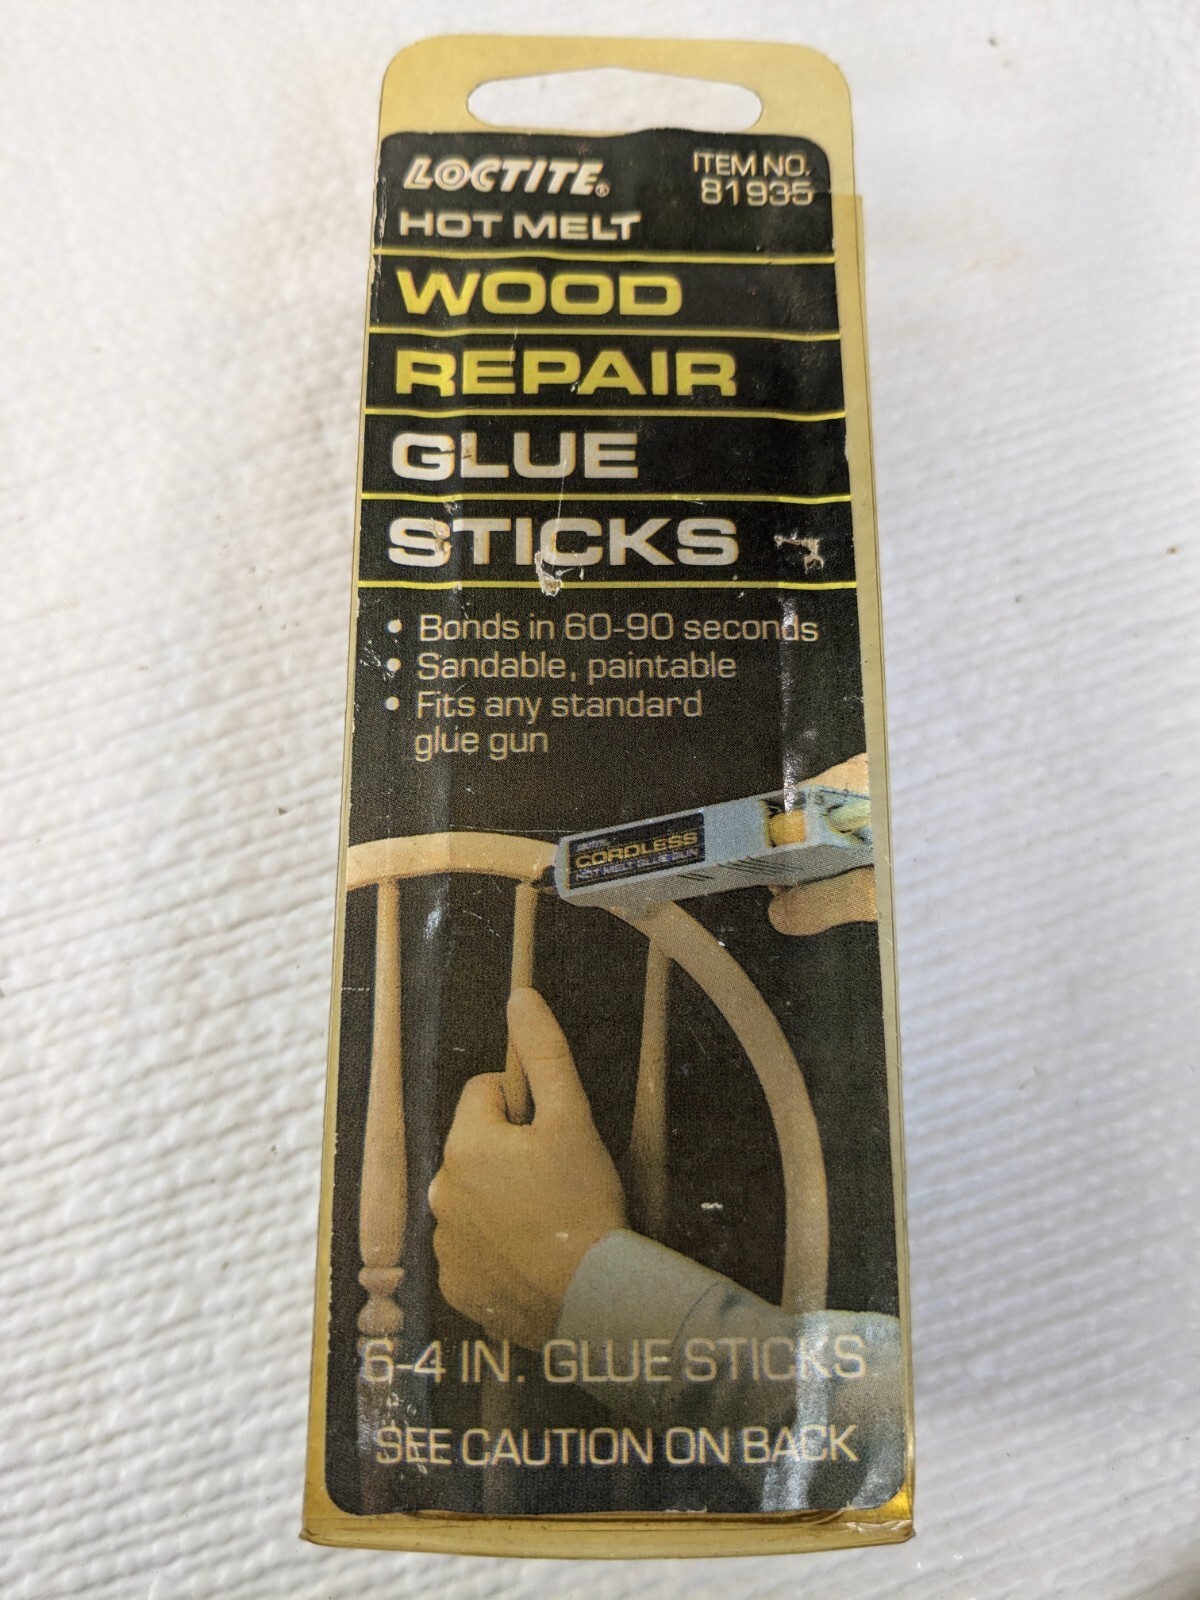 LOCTITE®
HOT MELT
ITEM NO.
81935
WOOD
REPAIR
GLUE
STICKS
• Bonds in 60-90 seconds
• Sandable, paintable
• Fits any standard
glue gun
LOCTITE
CORDLESS
HOT MELT GLUE GUN
6-4 IN. GLUE STICKS
SEE CAUTION ON BACK